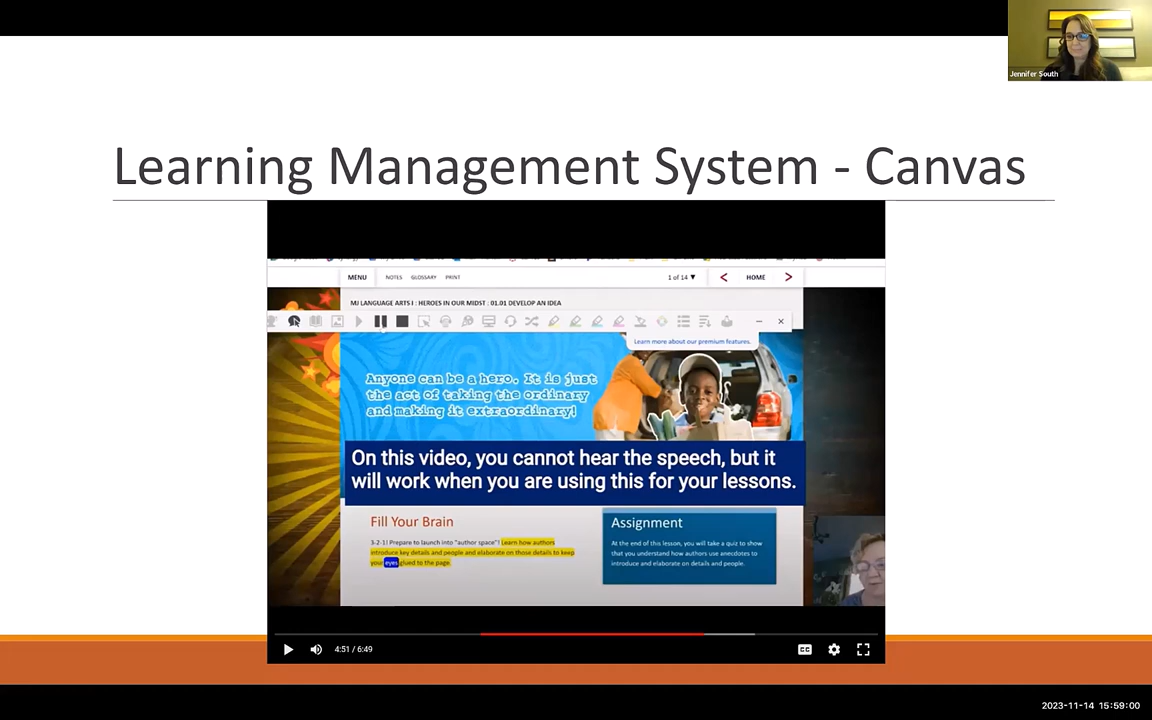 Jennifer South
Learning Management System - Canvas
MENU NOTES GLOSSARY PRINT 1 of 14 ▼ < HOME >
MJ LANGUAGE ARTS I : HEROES IN OUR MIDST : 01.01 DEVELOP AN IDEA
Learn more about our premium features.
Anyone can be a hero. It is just
the act of taking the ordinary
and making it extraordinary!
On this video, you cannot hear the speech, but it
will work when you are using this for your lessons.
Fill Your Brain
3-2-1! Prepare to launch into "author space"! Learn how authors
introduce key details and people and elaborate on those details to keep
your eyes glued to the page.
Assignment
At the end of this lesson, you will take a quiz to show
that you understand how authors use anecdotes to
introduce and elaborate on details and people.
4:51 / 6:49
CC
2023-11-14 15:59:00